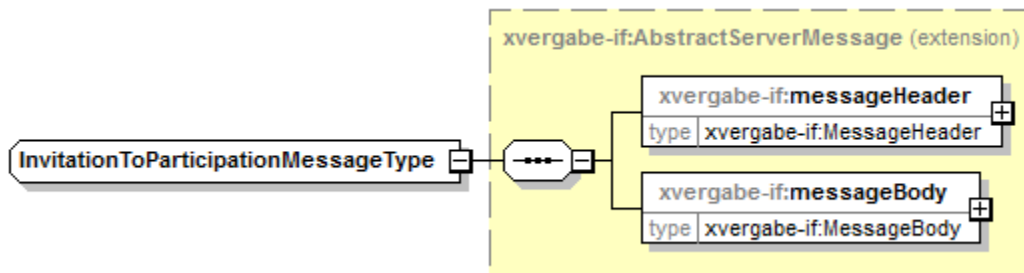 xvergabe-if:AbstractServerMessage (extension)
xvergabe-if:messageHeader
type xvergabe-if:MessageHeader
InvitationToParticipationMessageType
xvergabe-if:messageBody
type xvergabe-if:MessageBody